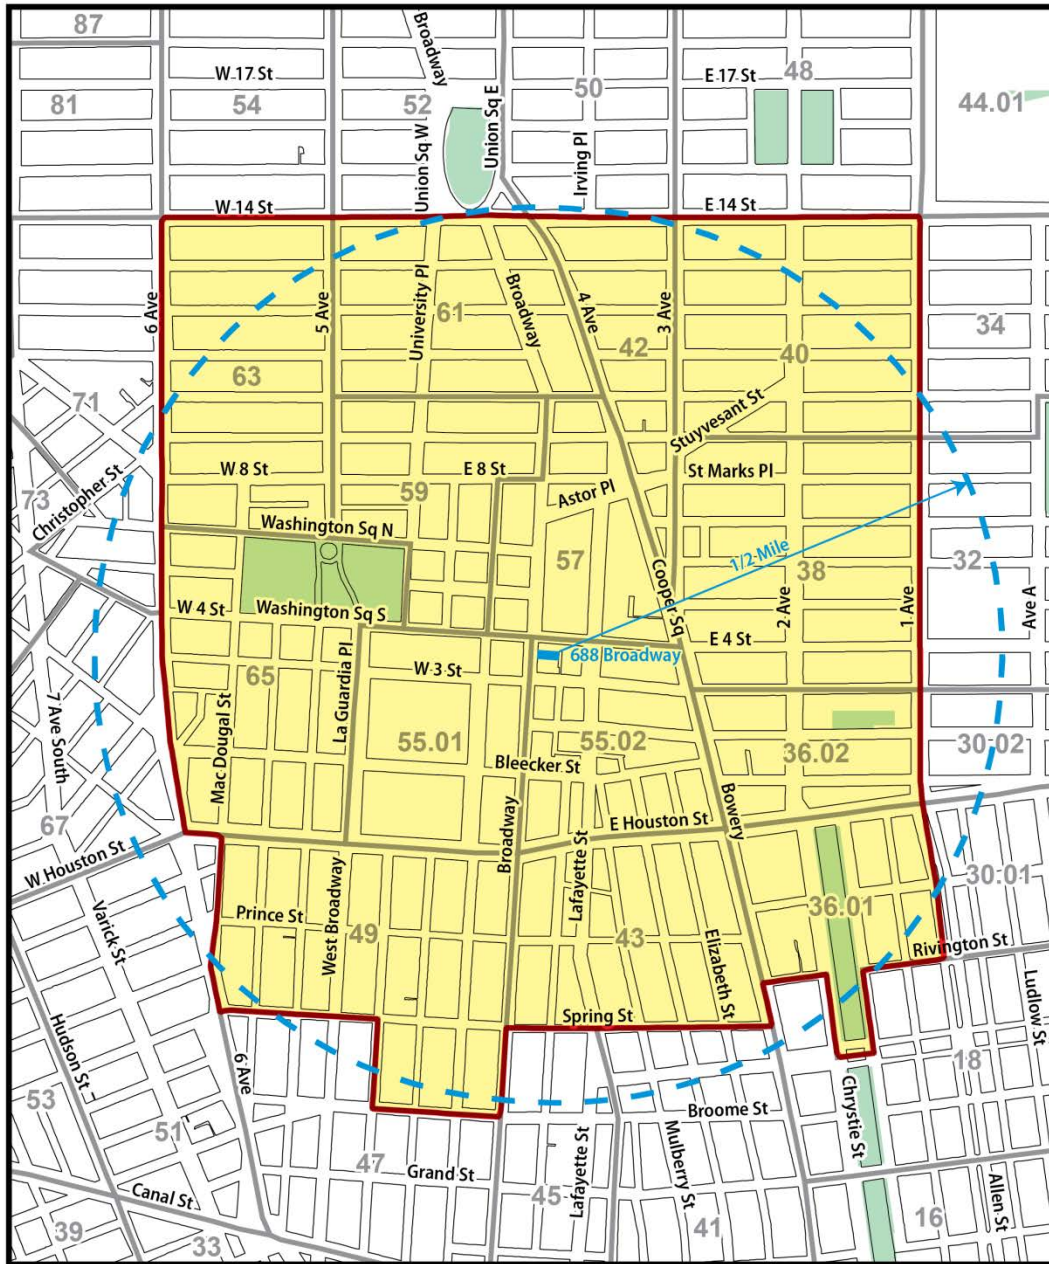 87
Broadway
W 17 St
E 17 St
48
50
81
54
52
44.01
Union Sq W
Union Sq E
Irving Pl
W 14 St
E 14 St
6 Ave
5 Ave
University Pl
61
Broadway
4 Ave
3 Ave
42
40
34
63
71
Stuyvesant St
W 8 St
E 8 St
St Marks Pl
Christopher St
73
59
Astor Pl
Washington Sq N
57
1/2 Mile
32
Cooper Sq
38
2 Ave
1 Ave
Ave A
W 4 St
Washington Sq S
E 4 St
688 Broadway
W 3 St
La Guardia Pl
65
Mac Dougal St
7 Ave South
55.01
55.02
36.02
30.02
Bleecker St
Broadway
Bowery
67
E Houston St
W Houston St
Lafayette St
West Broadway
30.01
Varick St
Prince St
49
43
36.01
Elizabeth St
Rivington St
Ludlow St
Spring St
Hudson St
6 Ave
18
53
51
Broome St
Chrystie St
Mulberry St
47
Grand St
Lafayette St
45
Canal St
41
16
Allen St
39
33